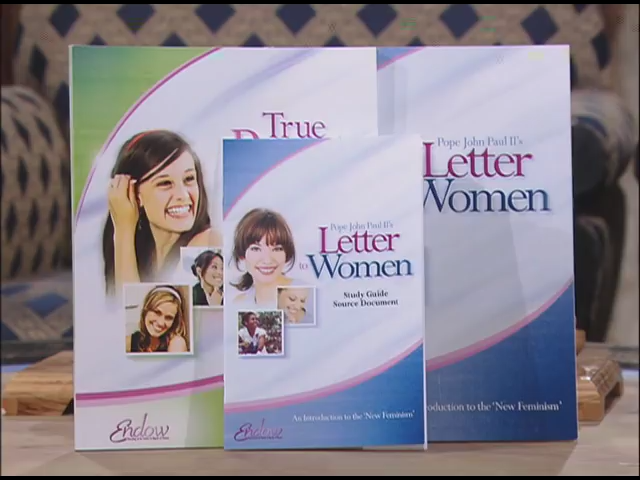 True
Endow
Pope John Paul II's
Letter
to Women
Study Guide
Source Document
An Introduction to the 'New Feminism'
Endow
Pope John Paul II's
Letter
Women
oduction to the 'New Feminism'